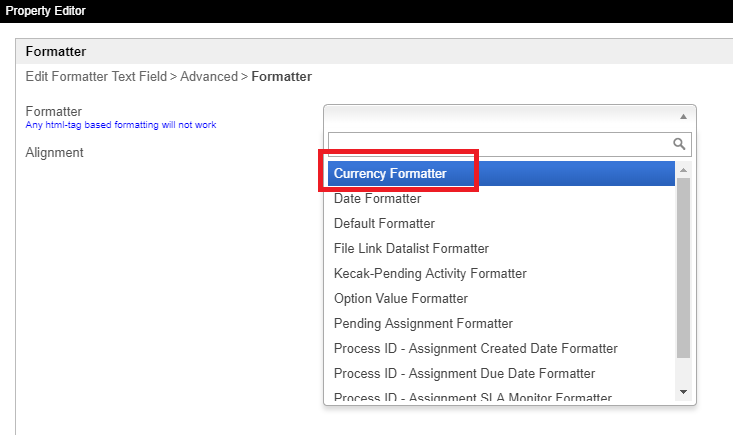 Property Editor
Formatter
Edit Formatter Text Field > Advanced > Formatter
Formatter
Any html-tag based formatting will not work
Alignment
Currency Formatter
Date Formatter
Default Formatter
File Link Datalist Formatter
Kecak-Pending Activity Formatter
Option Value Formatter
Pending Assignment Formatter
Process ID - Assignment Created Date Formatter
Process ID - Assignment Due Date Formatter
Process ID - Assignment SLA Monitor Formatter